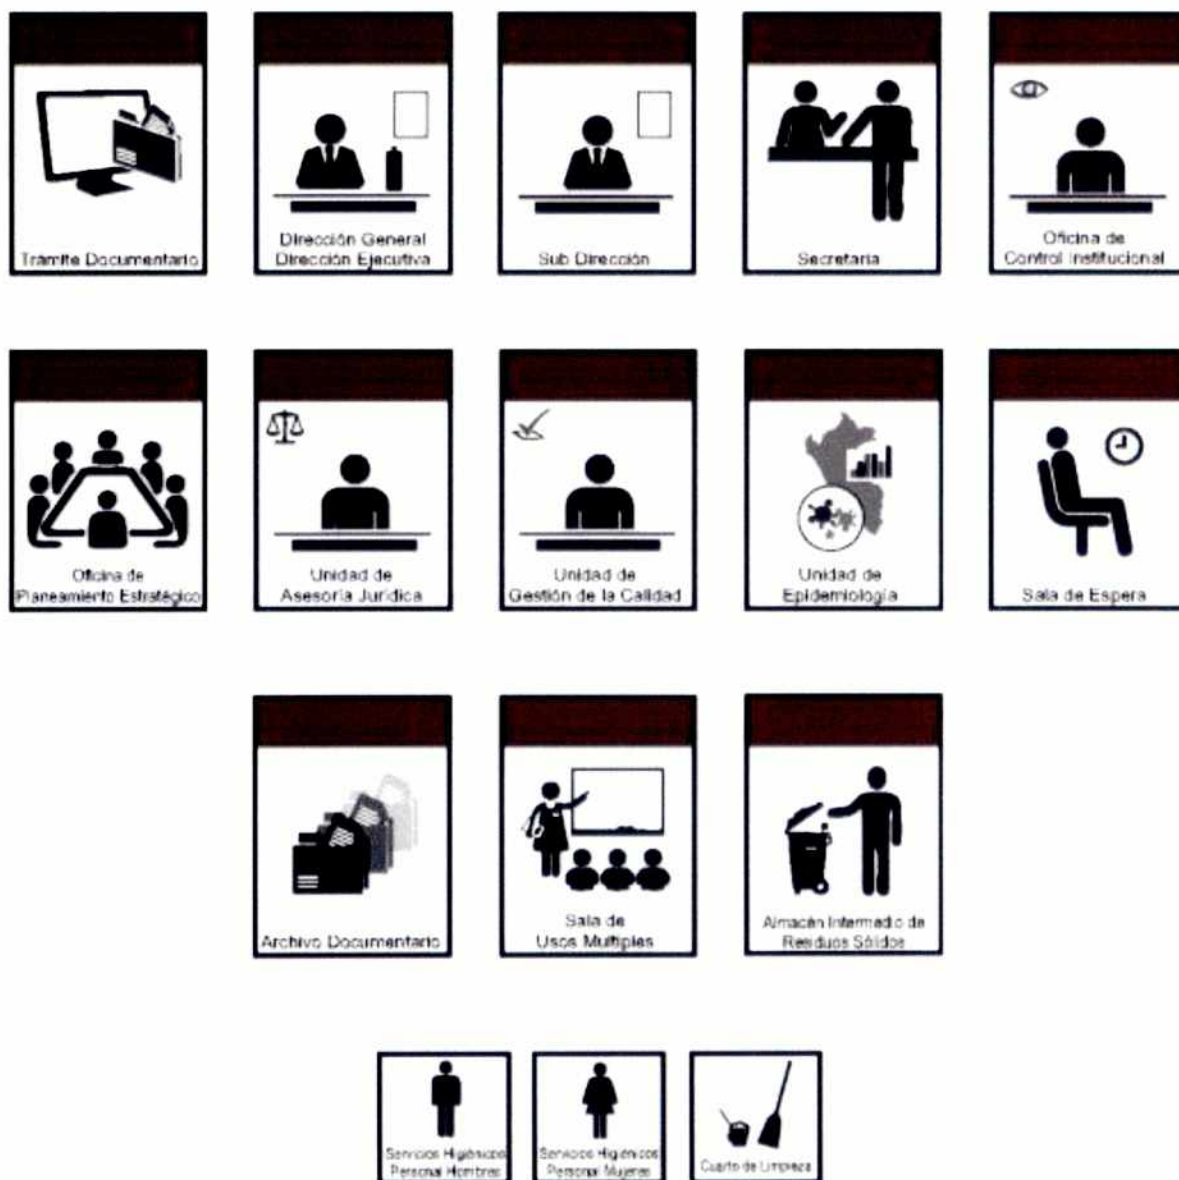 Trámite Documentario
Dirección General
Dirección Ejecutiva
Sub Dirección
Secretaria
Oficina de
Control Institucional
Oficina de
Planeamiento Estratégico
Unidad de
Asesoría Jurídica
Unidad de
Gestión de la Calidad
Unidad de
Epidemiología
Sala de Espera
Archivo Documentario
Sala de
Usos Multiples
Almacén Intermedio de
Residuos Sólidos
Servicios Higiénicos
Personal Hombres
Servicios Higiénicos
Personal Mujeres
Cuarto de Limpieza